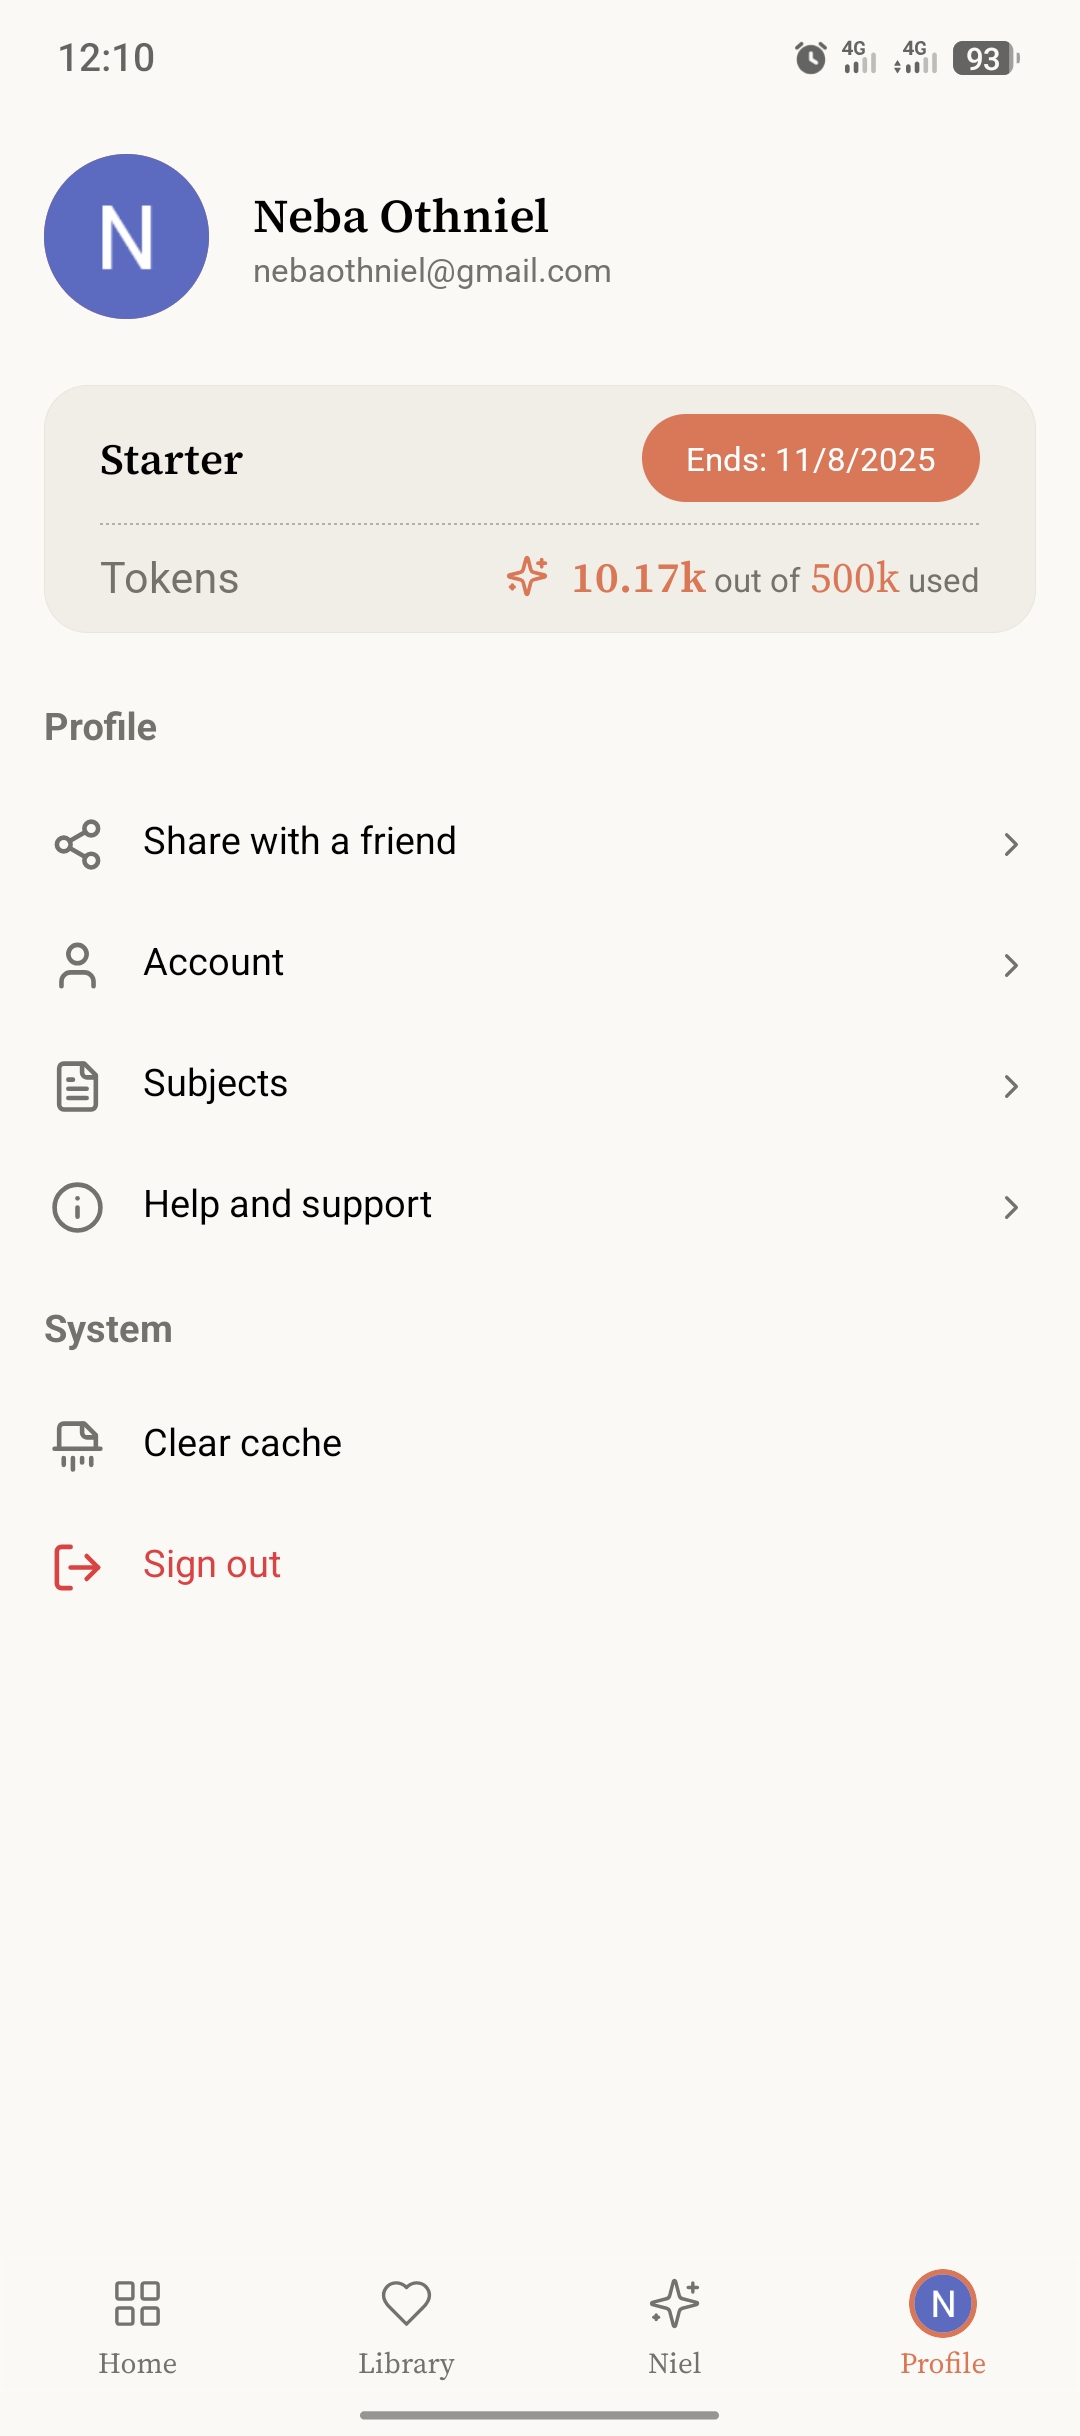 12:10
4G 4G 93
N
Neba Othniel
nebaothniel@gmail.com
Starter
Ends: 11/8/2025
Tokens
10.17k out of 500k used
Profile
Share with a friend
Account
Subjects
Help and support
System
Clear cache
Sign out
N
Home Library Niel Profile